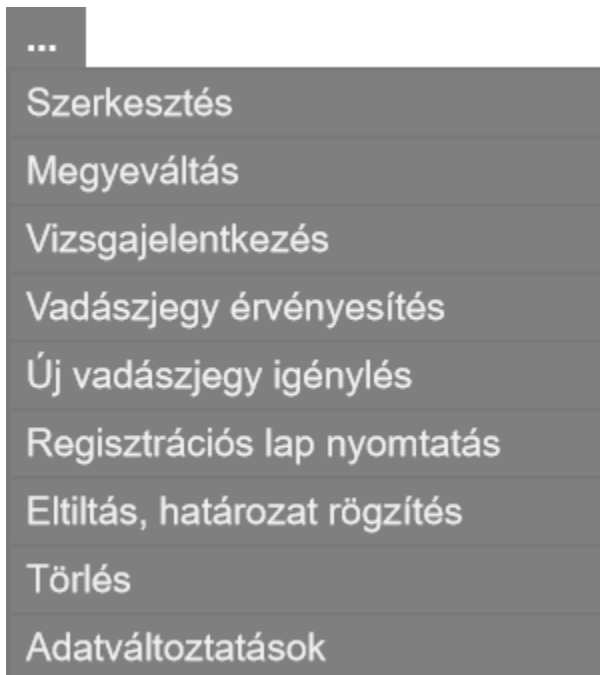 ...
Szerkesztés
Megyeváltás
Vizsgajelentkezés
Vadászjegy érvényesítés
Új vadászjegy igénylés
Regisztrációs lap nyomtatás
Eltiltás, határozat rögzítés
Törlés
Adatváltoztatások